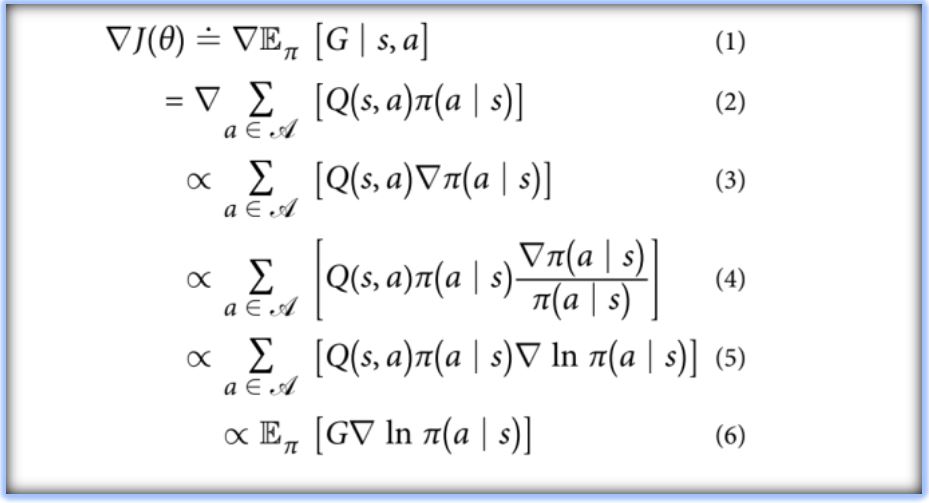 ∇J(θ) ≐ ∇𝔼_π [G | s, a] (1)
= ∇ ∑_{a ∈ 𝒜} [Q(s, a)π(a | s)] (2)
∝ ∑_{a ∈ 𝒜} [Q(s, a)∇π(a | s)] (3)
∝ ∑_{a ∈ 𝒜} [Q(s, a)π(a | s) ∇π(a | s) / π(a | s)] (4)
∝ ∑_{a ∈ 𝒜} [Q(s, a)π(a | s)∇ ln π(a | s)] (5)
∝ 𝔼_π [G∇ ln π(a | s)] (6)